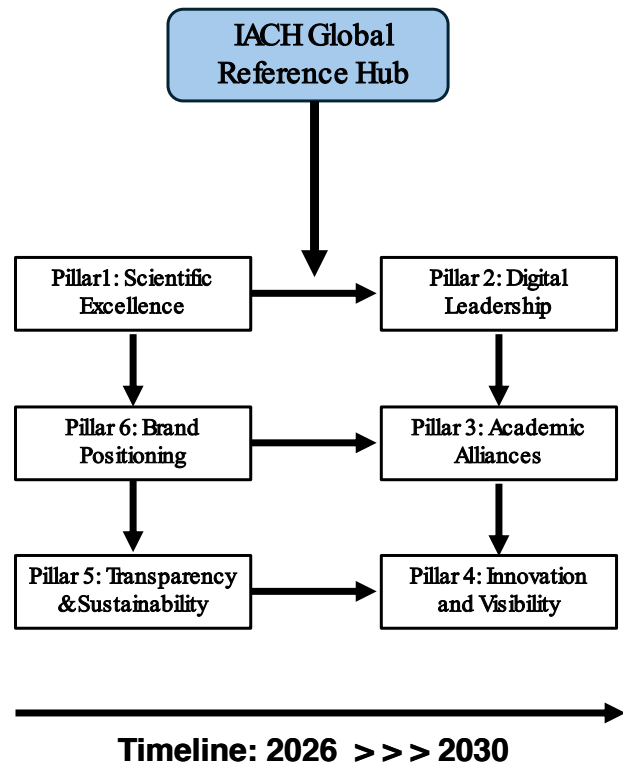 IACH Global
Reference Hub
Pillar1: Scientific
Excellence
Pillar 2: Digital
Leadership
Pillar 6: Brand
Positioning
Pillar 3: Academic
Alliances
Pillar 5: Transparency
&Sustainability
Pillar 4: Innovation
and Visibility
Timeline: 2026 >>> 2030